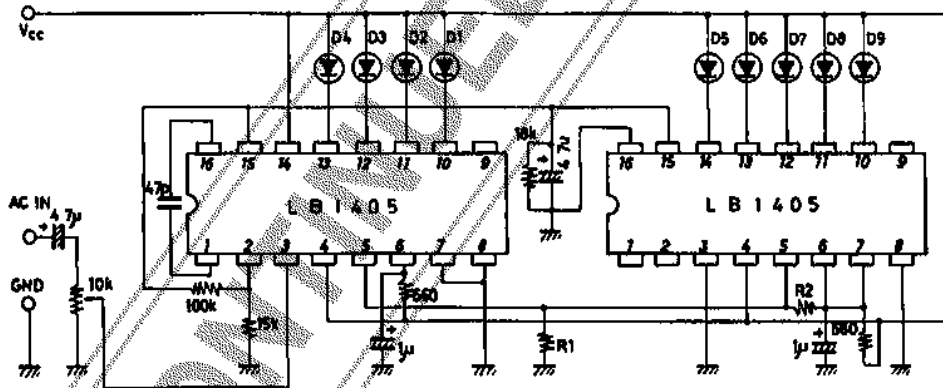 Vcc
D4 D3 D2 D1
D5 D6 D7 D8 D9
18k
4.7μ
16 15 14 13 12 11 10 9
16 15 14 13 12 11 10 9
47p
AC IN
4.7μ
LB1405
LB1405
1 2 3 4 5 6 7 8
1 2 3 4 5 6 7 8
GND
10k
100k
15k
560
1μ
R1
R2
1μ
560